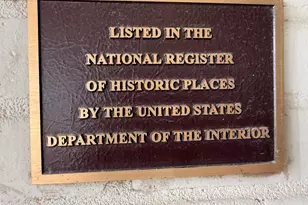 LISTED IN THE
NATIONAL REGISTER
OF HISTORIC PLACES
BY THE UNITED STATES
DEPARTMENT OF THE INTERIOR